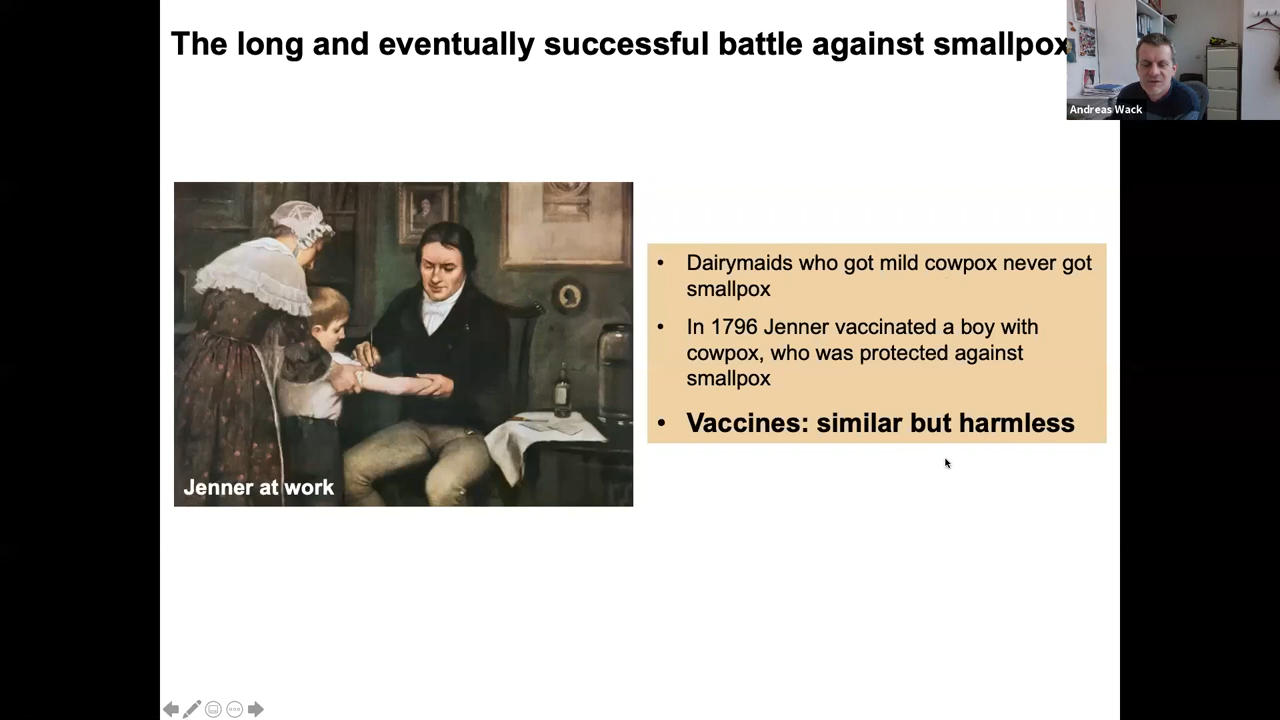 The long and eventually successful battle against smallpox
Andreas Wack
• Dairymaids who got mild cowpox never got
smallpox
• In 1796 Jenner vaccinated a boy with
cowpox, who was protected against
smallpox
• Vaccines: similar but harmless
Jenner at work